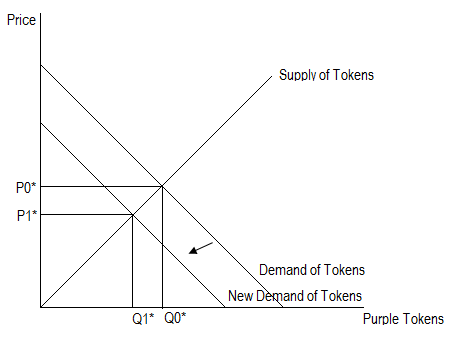 Price
Supply of Tokens
P0*
P1*
Demand of Tokens
New Demand of Tokens
Q1* Q0*
Purple Tokens